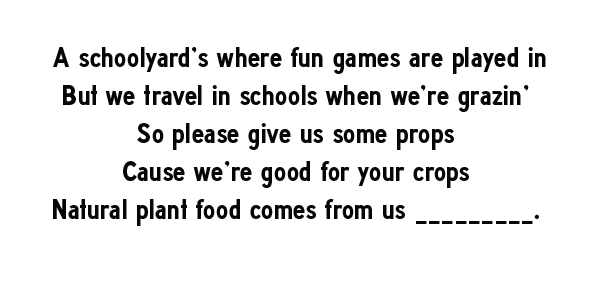 A schoolyard's where fun games are played in
But we travel in schools when we're grazin'
So please give us some props
Cause we're good for your crops
Natural plant food comes from us _________.